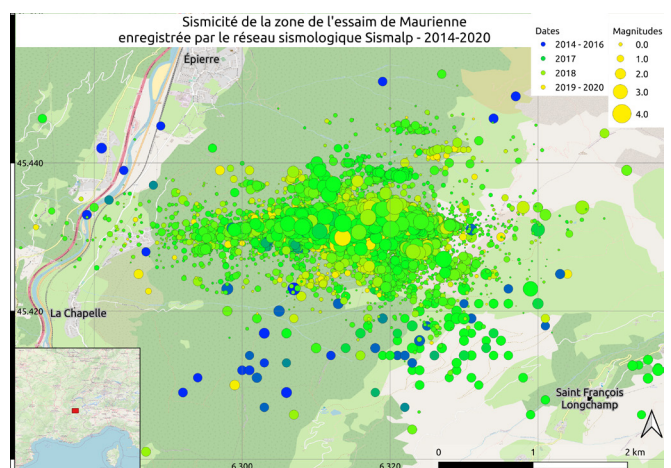 Sismicité de la zone de l'essaim de Maurienne
enregistrée par le réseau sismologique Sismalp - 2014-2020
Dates
2014 - 2016
2017
2018
2019 - 2020
Magnitudes
0.0
1.0
2.0
3.0
4.0
Épierre
45.440
La Chapelle
45.420
Saint François
Longchamp
0 1 2 km
6.300 6.320